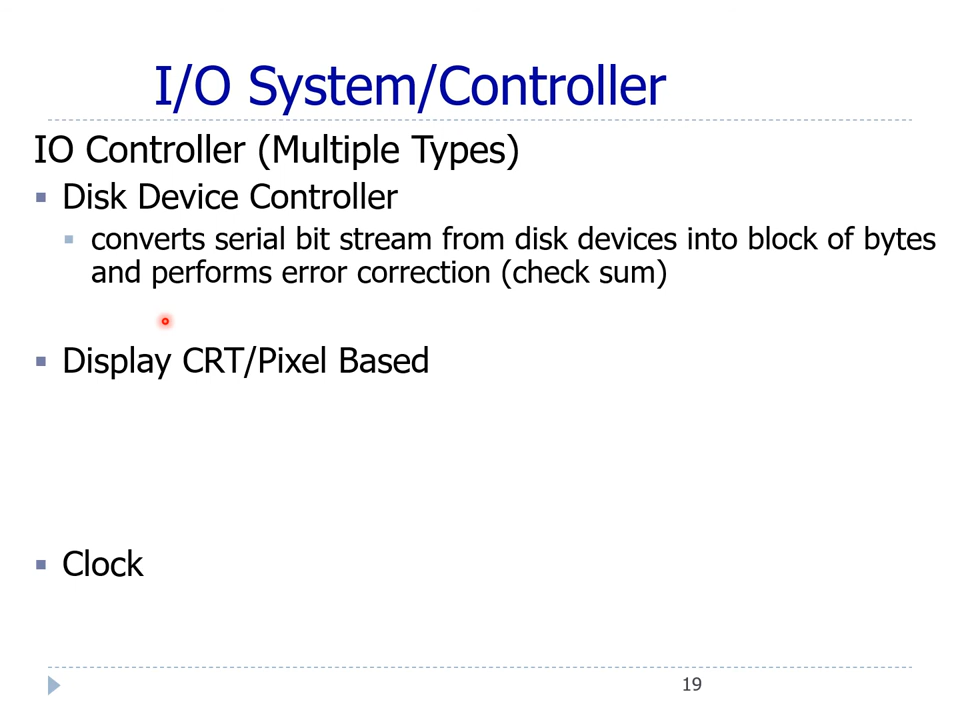 I/O System/Controller
IO Controller (Multiple Types)
Disk Device Controller
converts serial bit stream from disk devices into block of bytes
and performs error correction (check sum)
Display CRT/Pixel Based
Clock
19